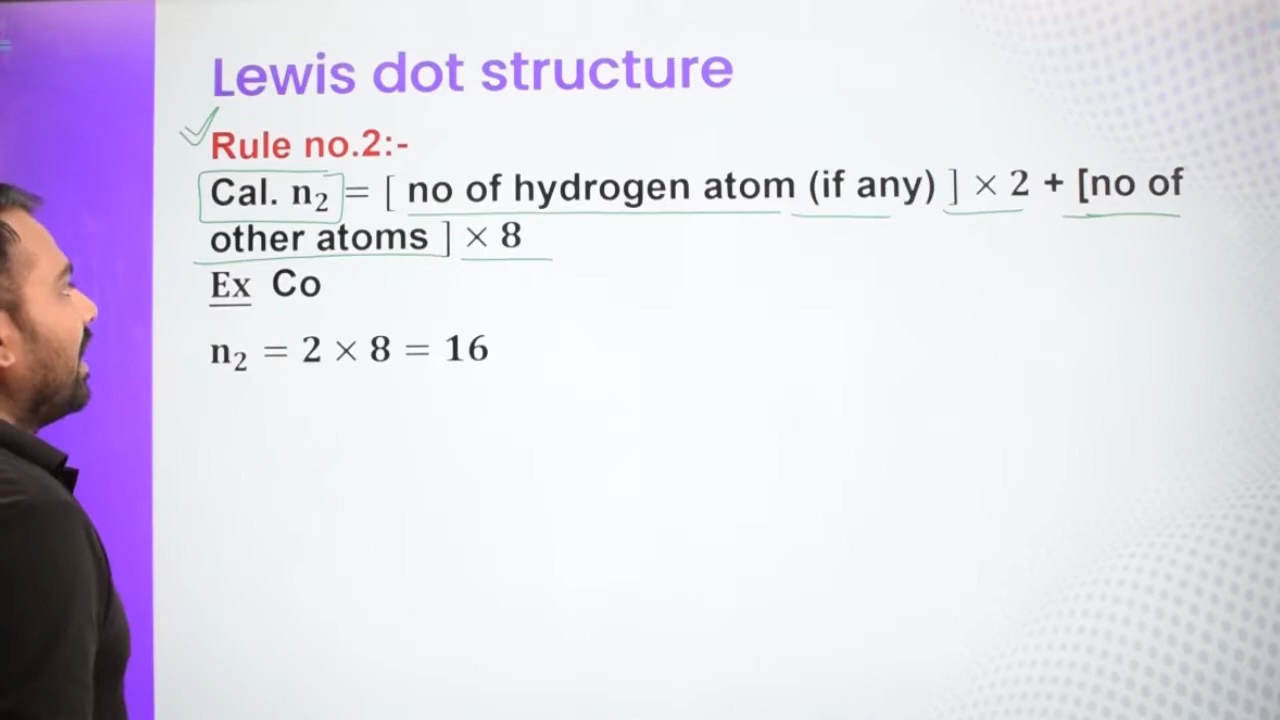 Lewis dot structure
Rule no.2:-
Cal. n₂ = [ no of hydrogen atom (if any) ] × 2 + [no of
other atoms ] × 8
Ex Co
n₂ = 2 × 8 = 16